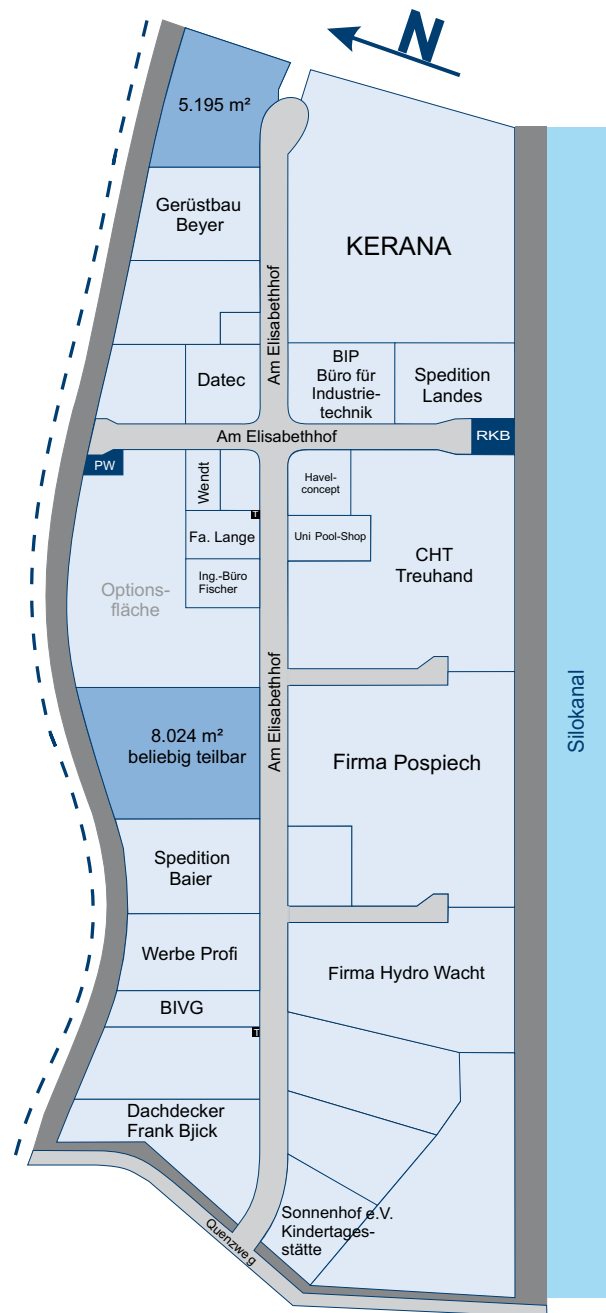 N
5.195 m²
Gerüstbau
Beyer
KERANA
Am Elisabethhof
Datec
BIP
Büro für
Industrie-
technik
Spedition
Landes
Am Elisabethhof
RKB
PW
Wendt
Havel-
concept
T
Fa. Lange
Uni Pool-Shop
CHT
Treuhand
Ing.-Büro
Fischer
Options-
fläche
Am Elisabethhof
8.024 m²
beliebig teilbar
Firma Pospiech
Silokanal
Spedition
Baier
Werbe Profi
Firma Hydro Wacht
BIVG
T
Dachdecker
Frank Bjick
Sonnenhof e.V.
Kindertages-
stätte
Quenzweg